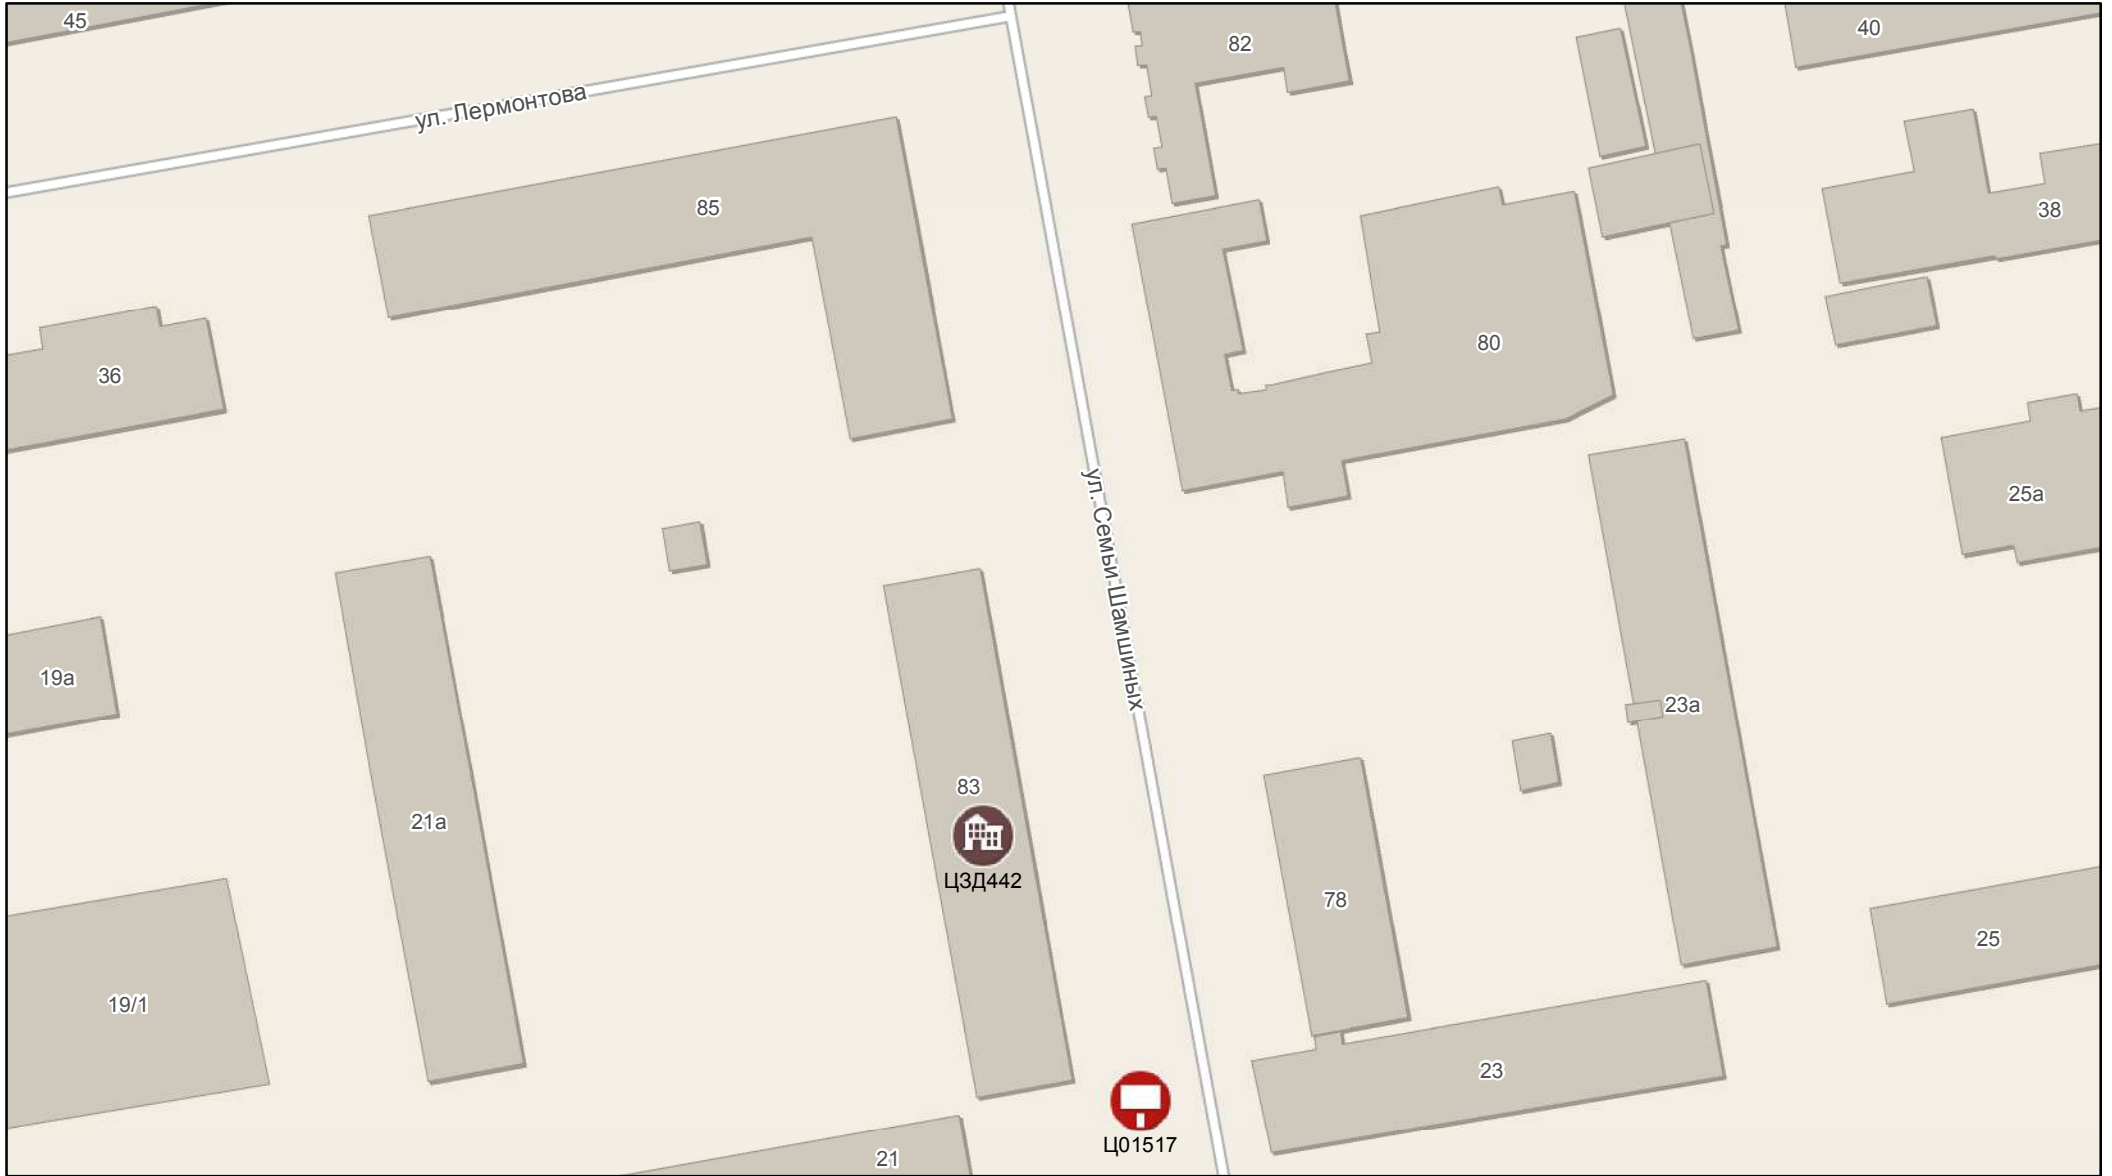 45
82
40
ул. Лермонтова
85
38
80
36
25а
ул. Семьи Шамшиных
19а
23а
83
21а
ЦЗД442
78
25
19/1
23
Ц01517
21